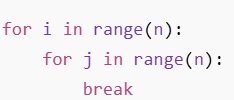 for i in range(n):
    for j in range(n):
        break